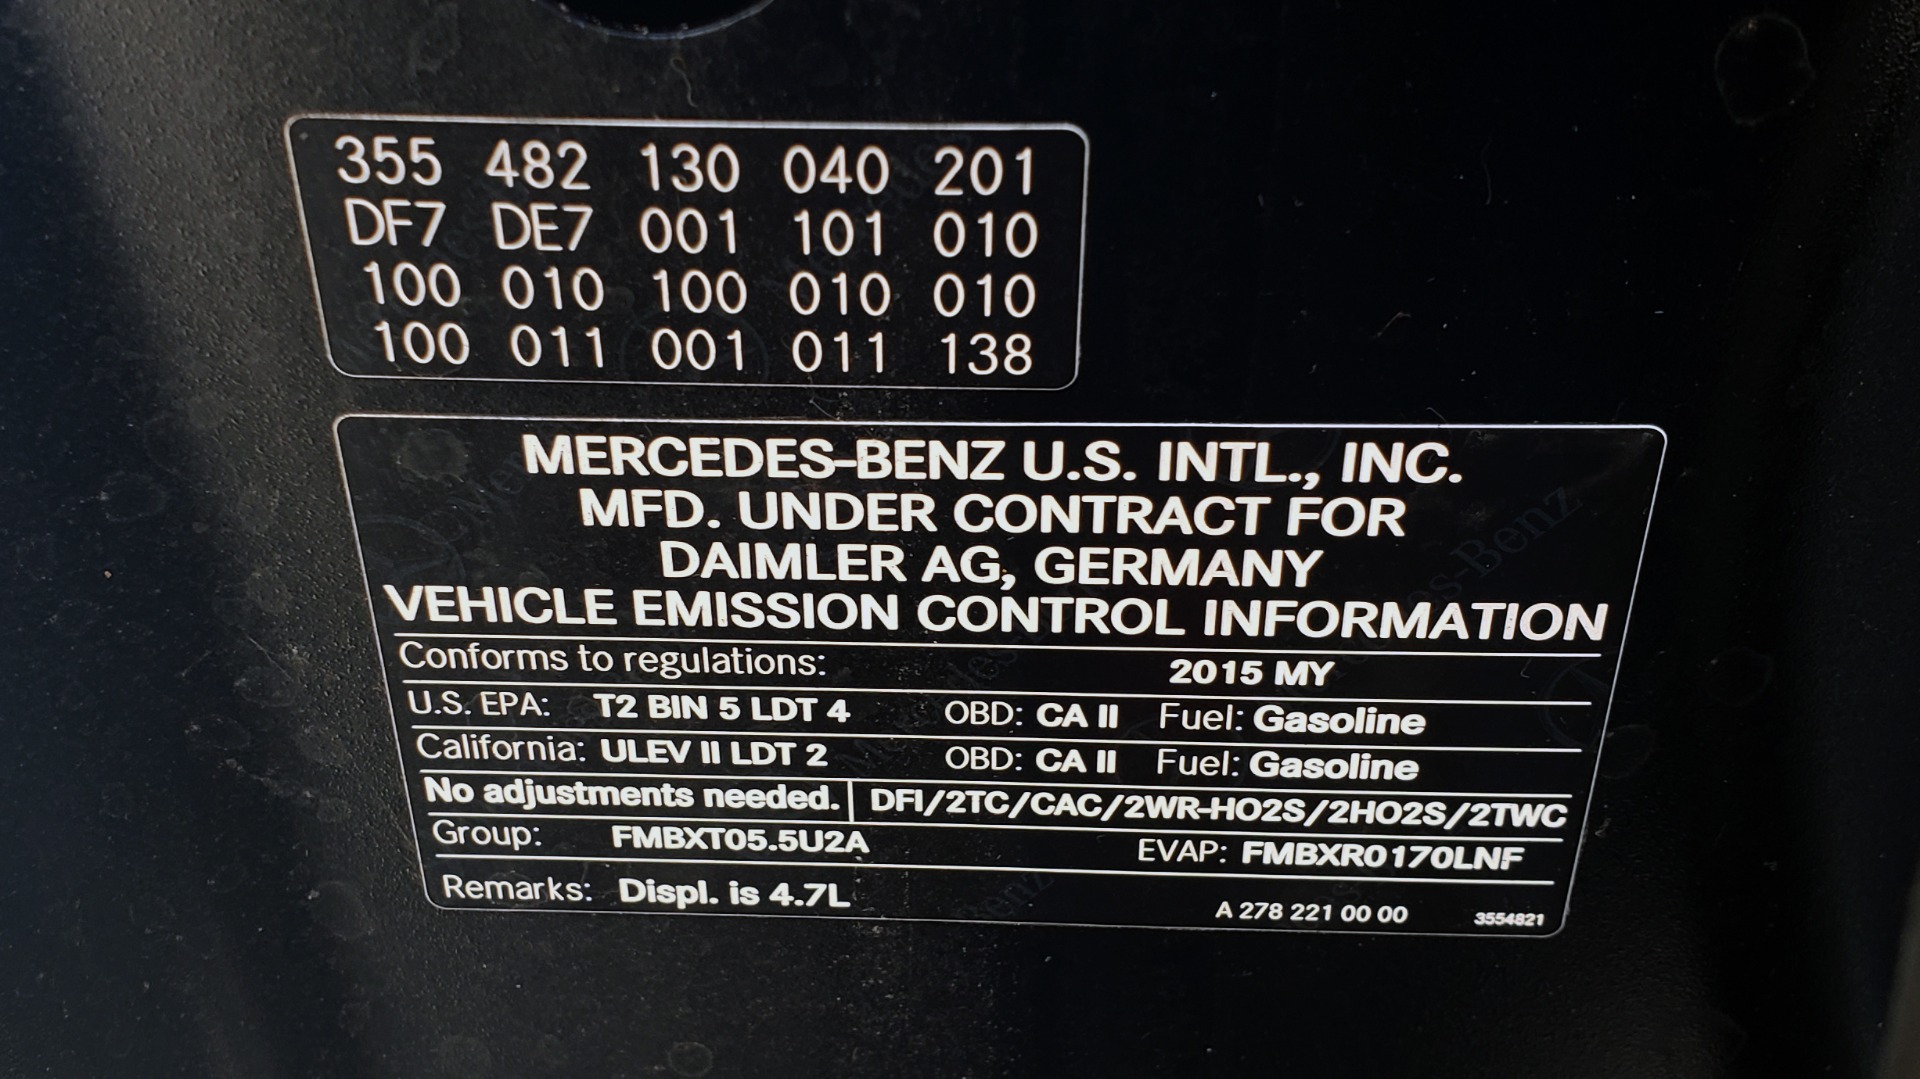 355 482 130 040 201
DF7 DE7 001 101 010
100 010 100 010 010
100 011 001 011 138
MERCEDES-BENZ U.S. INTL., INC.
MFD. UNDER CONTRACT FOR
DAIMLER AG, GERMANY
VEHICLE EMISSION CONTROL INFORMATION
Conforms to regulations: 2015 MY
U.S. EPA: T2 BIN 5 LDT 4 OBD: CA II Fuel: Gasoline
California: ULEV II LDT 2 OBD: CA II Fuel: Gasoline
No adjustments needed. DFI/2TC/CAC/2WR-HO2S/2HO2S/2TWC
Group: FMBXT05.5U2A EVAP: FMBXR0170LNF
Remarks: Displ. is 4.7L A 278 221 00 00 3554821